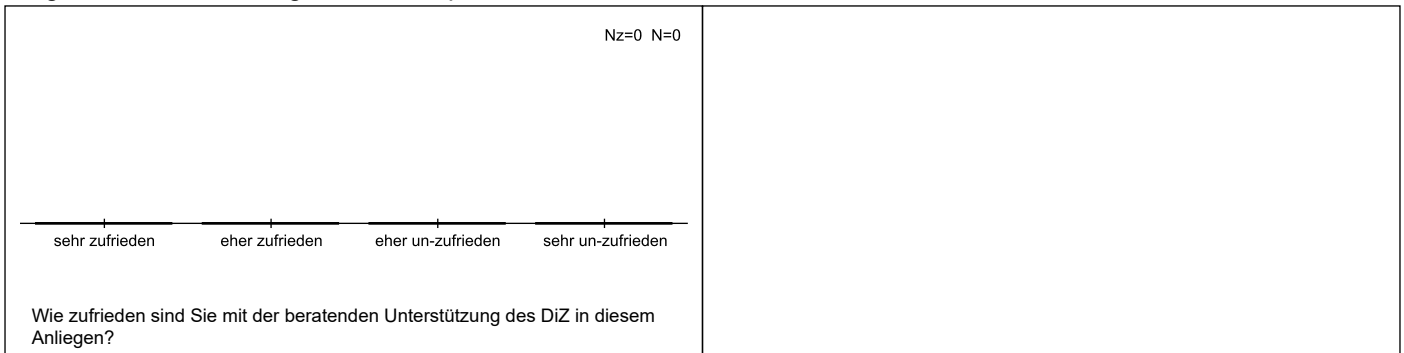 Nz=0 N=0
sehr zufrieden eher zufrieden eher un-zufrieden sehr un-zufrieden
Wie zufrieden sind Sie mit der beratenden Unterstützung des DiZ in diesem
Anliegen?